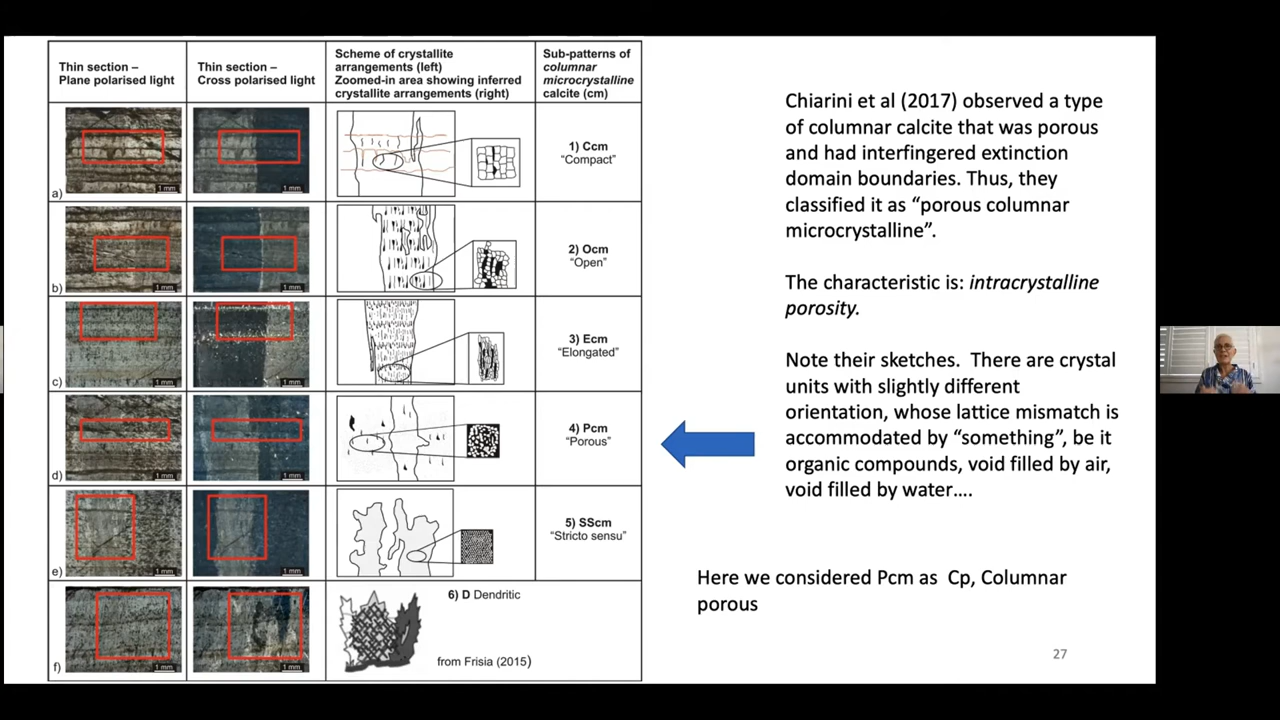 Thin section –
Plane polarised light
Thin section –
Cross polarised light
Scheme of crystallite
arrangements (left)
Zoomed-in area showing inferred
crystallite arrangements (right)
Sub-patterns of
columnar
microcrystalline
calcite (cm)
a)
1 mm
1 mm
1) Ccm
"Compact"
b)
1 mm
1 mm
2) Ocm
"Open"
c)
1 mm
1 mm
3) Ecm
"Elongated"
d)
1 mm
1 mm
4) Pcm
"Porous"
e)
1 mm
1 mm
5) SScm
"Stricto sensu"
f)
1 mm
1 mm
6) D Dendritic
from Frisia (2015)
Chiarini et al (2017) observed a type
of columnar calcite that was porous
and had interfingered extinction
domain boundaries. Thus, they
classified it as "porous columnar
microcrystalline".
The characteristic is: intracrystalline
porosity.
Note their sketches. There are crystal
units with slightly different
orientation, whose lattice mismatch is
accommodated by "something", be it
organic compounds, void filled by air,
void filled by water….
Here we considered Pcm as Cp, Columnar
porous
27